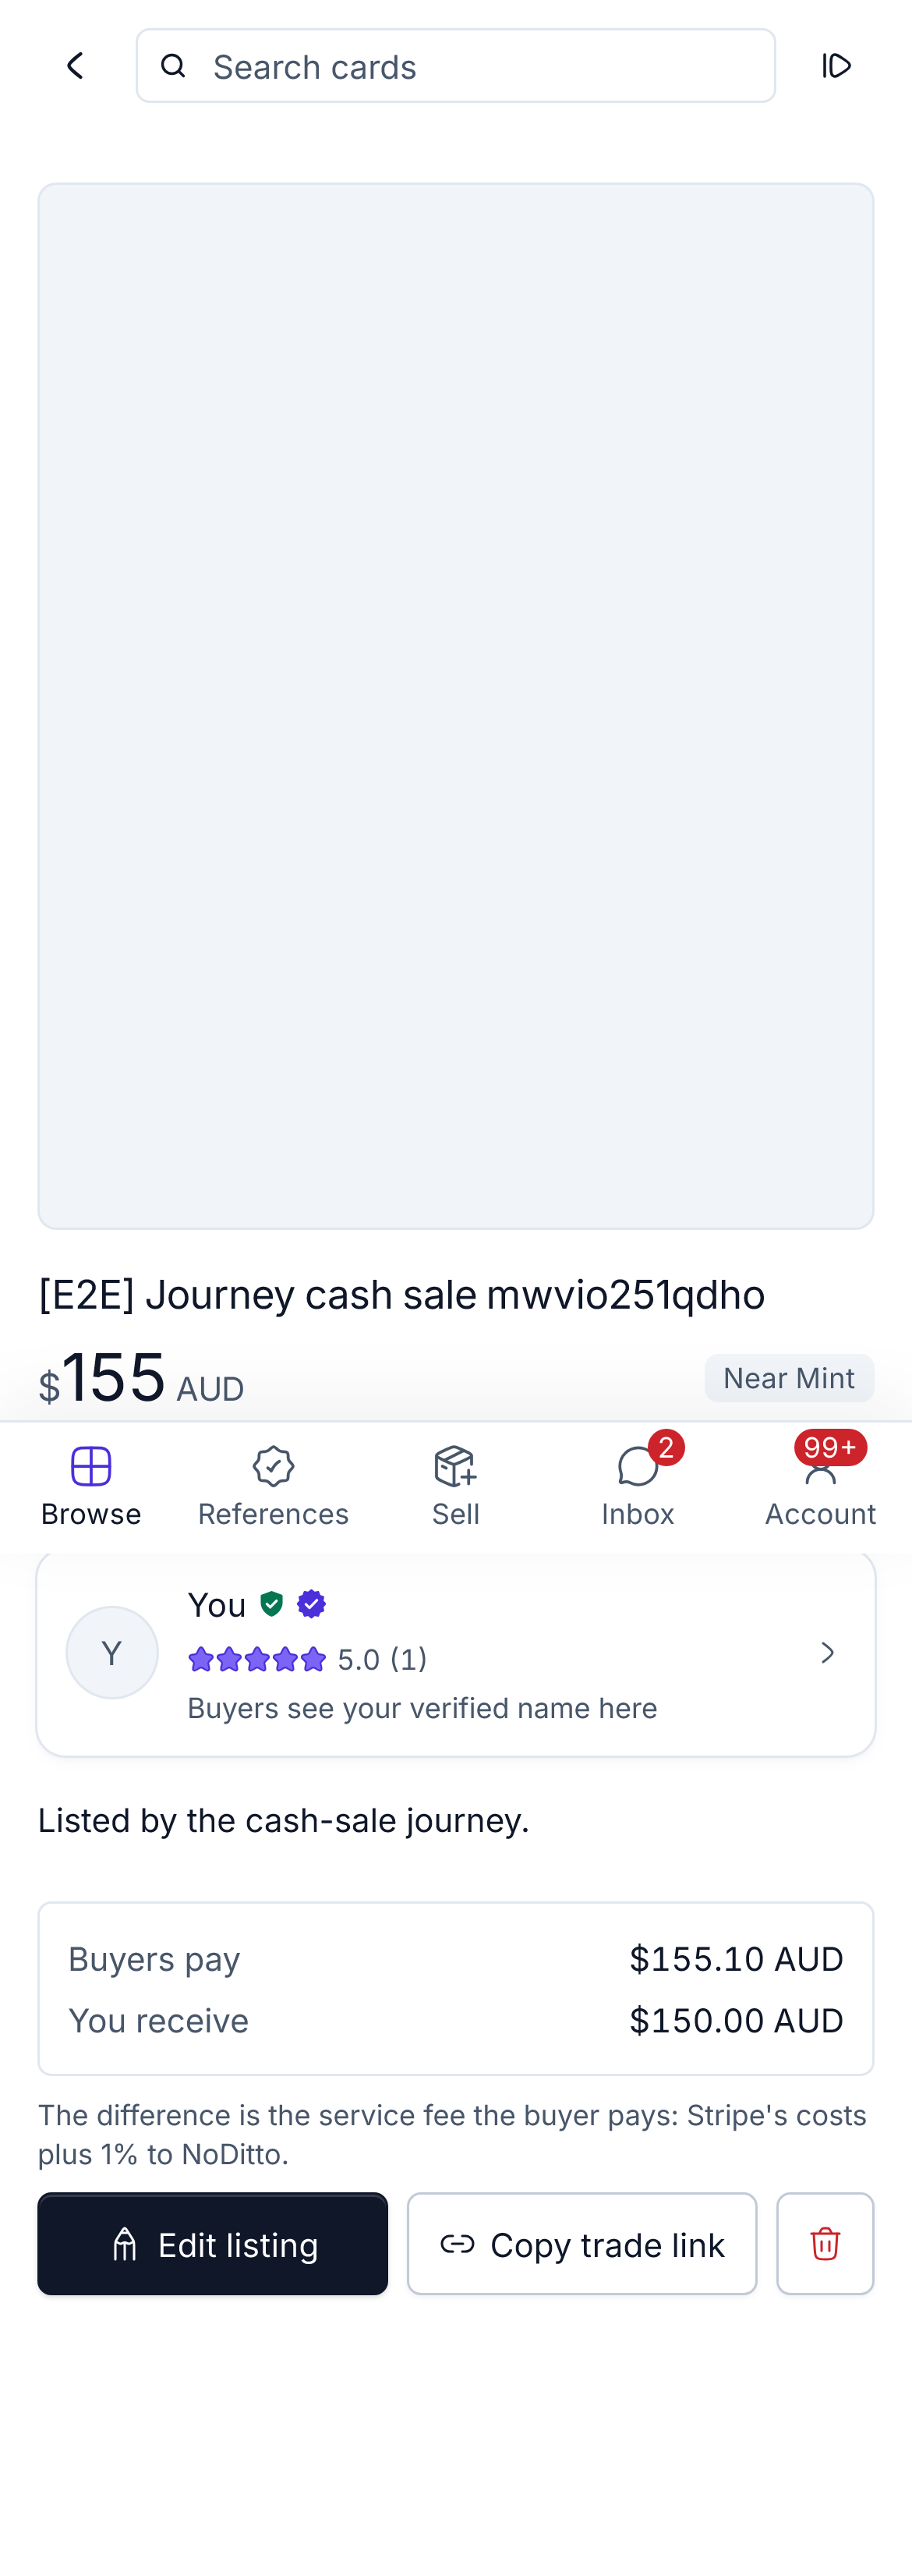 Search cards
[E2E] Journey cash sale mwvio251qdho
$155 AUD
Near Mint
2
99+
Browse
References
Sell
Inbox
Account
Y
You
5.0 (1)
Buyers see your verified name here
Listed by the cash-sale journey.
Buyers pay
$155.10 AUD
You receive
$150.00 AUD
The difference is the service fee the buyer pays: Stripe's costs
plus 1% to NoDitto.
Edit listing
Copy trade link